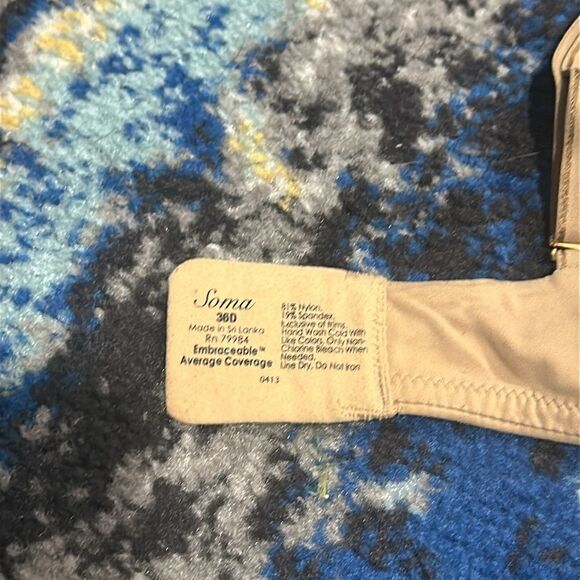 Soma
36D
Made in Sri Lanka
Rn 79984
Embraceable™
Average Coverage
0413
81% Nylon,
19% Spandex,
Exclusive of trims.
Hand Wash Cold With
Like Colors, Only Non-
Chlorine Bleach When
Needed.
Line Dry, Do Not Iron